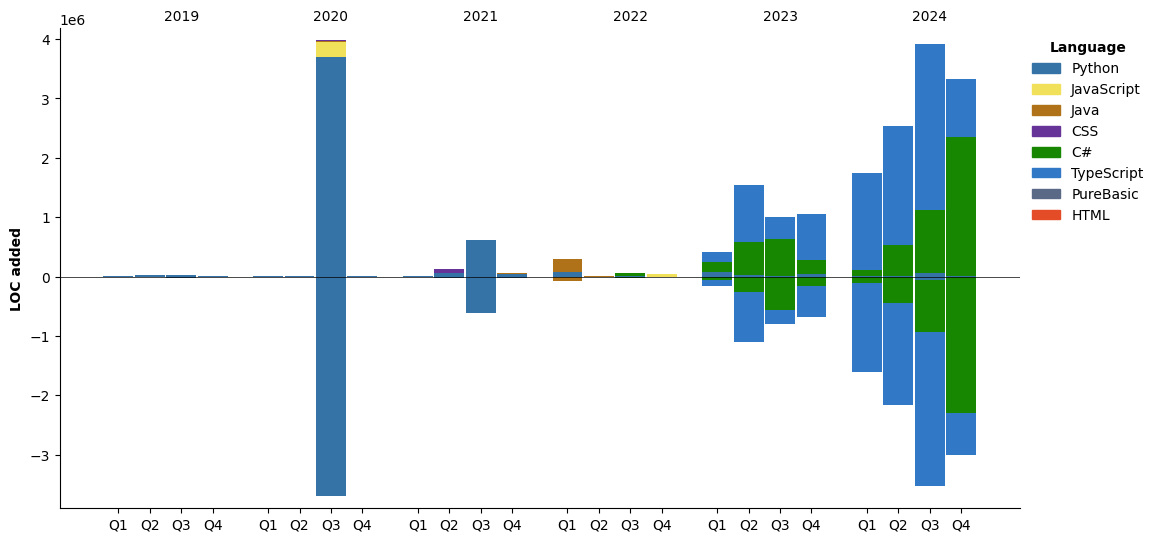 1e6
2019 2020 2021 2022 2023 2024
4
3
2
1
0
−1
−2
−3
LOC added
Q1 Q2 Q3 Q4 Q1 Q2 Q3 Q4 Q1 Q2 Q3 Q4 Q1 Q2 Q3 Q4 Q1 Q2 Q3 Q4 Q1 Q2 Q3 Q4
Language
Python
JavaScript
Java
CSS
C#
TypeScript
PureBasic
HTML